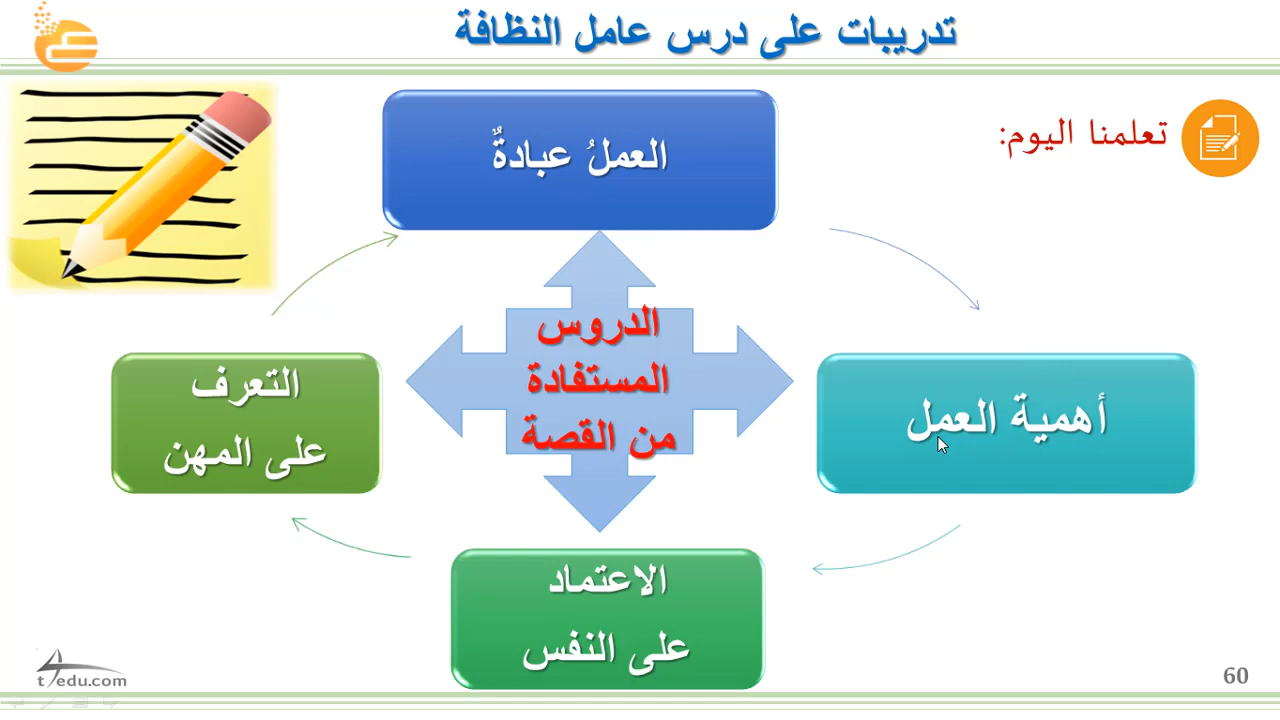 تدريبات على درس عامل النظافة
تعلمنا اليوم:
العملُ عبادةٌ
أهمية العمل
الاعتماد
على النفس
التعرف
على المهن
الدروس
المستفادة
من القصة
t4edu.com
60